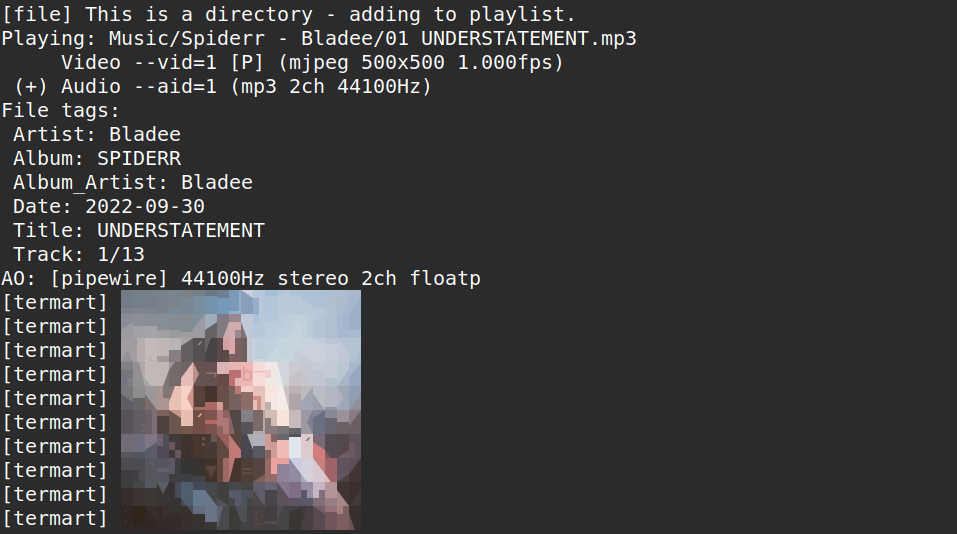 [file] This is a directory - adding to playlist.
Playing: Music/Spiderr - Bladee/01 UNDERSTATEMENT.mp3
     Video --vid=1 [P] (mjpeg 500x500 1.000fps)
 (+) Audio --aid=1 (mp3 2ch 44100Hz)
File tags:
 Artist: Bladee
 Album: SPIDERR
 Album_Artist: Bladee
 Date: 2022-09-30
 Title: UNDERSTATEMENT
 Track: 1/13
AO: [pipewire] 44100Hz stereo 2ch floatp
[termart]
[termart]
[termart]
[termart]
[termart]
[termart]
[termart]
[termart]
[termart]
[termart]